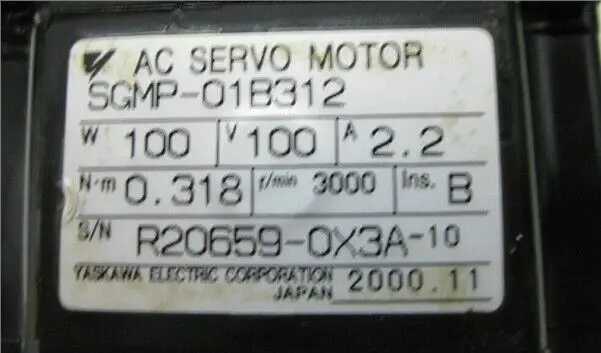 AC SERVO MOTOR
SGMP-01B312
W 100 V 100 A 2.2
N·m 0.318 r/min 3000 Ins. B
S/N R20659-0X3A-10
YASKAWA ELECTRIC CORPORATION
JAPAN 2000.11